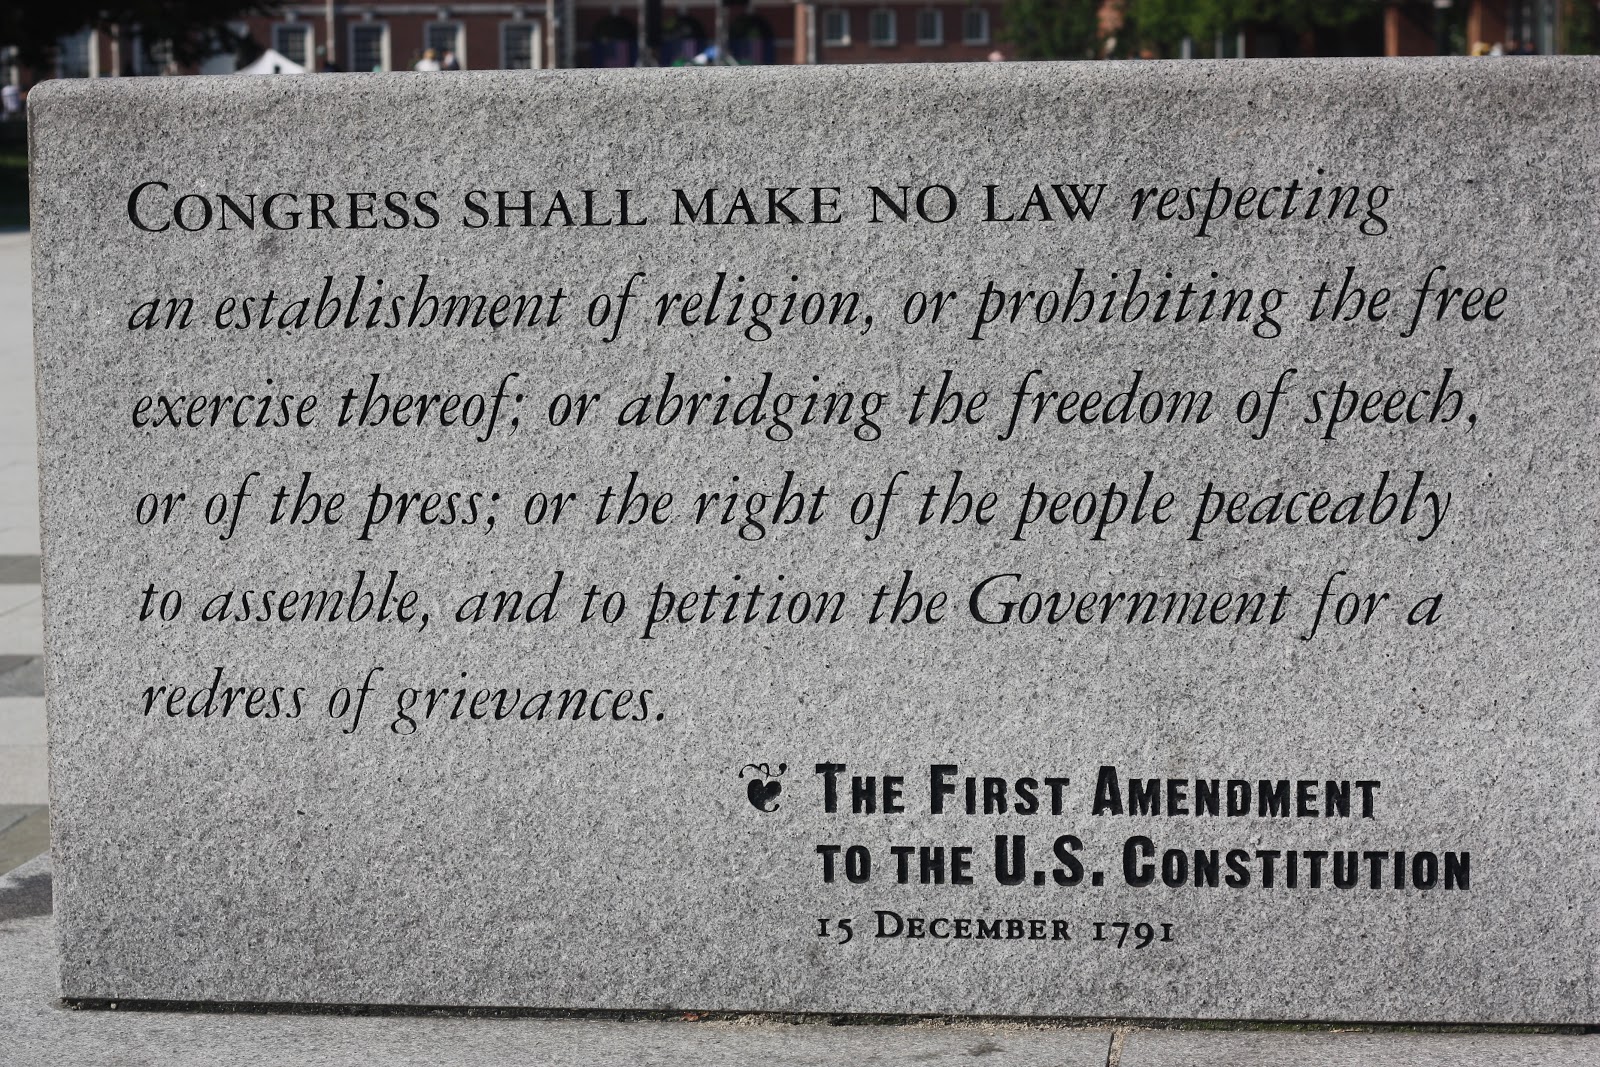 CONGRESS SHALL MAKE NO LAW respecting
an establishment of religion, or prohibiting the free
exercise thereof; or abridging the freedom of speech,
or of the press; or the right of the people peaceably
to assemble, and to petition the Government for a
redress of grievances.
❦ THE FIRST AMENDMENT
TO THE U.S. CONSTITUTION
15 DECEMBER 1791